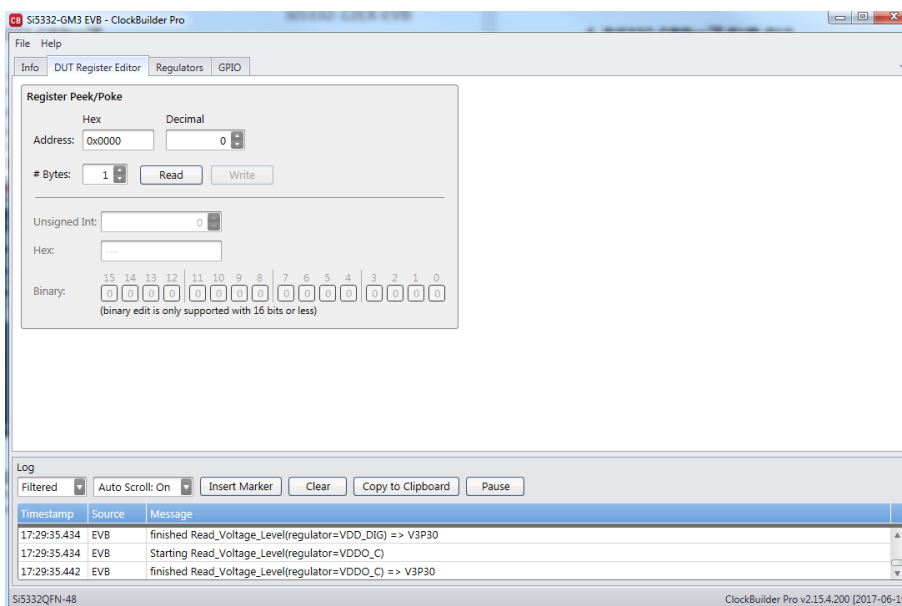 CB Si5332-GM3 EVB - ClockBuilder Pro
File Help
Info DUT Register Editor Regulators GPIO
Register Peek/Poke
Hex Decimal
Address: 0x0000 0
# Bytes: 1 Read Write
Unsigned Int: 0
Hex: ---
15 14 13 12 11 10 9 8 7 6 5 4 3 2 1 0
Binary: 0 0 0 0 0 0 0 0 0 0 0 0 0 0 0 0
(binary edit is only supported with 16 bits or less)
Log
Filtered Auto Scroll: On Insert Marker Clear Copy to Clipboard Pause
Timestamp Source Message
17:29:35.434 EVB finished Read_Voltage_Level(regulator=VDD_DIG) => V3P30
17:29:35.434 EVB Starting Read_Voltage_Level(regulator=VDDO_C)
17:29:35.442 EVB finished Read_Voltage_Level(regulator=VDDO_C) => V3P30
Si5332QFN-48 ClockBuilder Pro v2.15.4.200 [2017-06-1